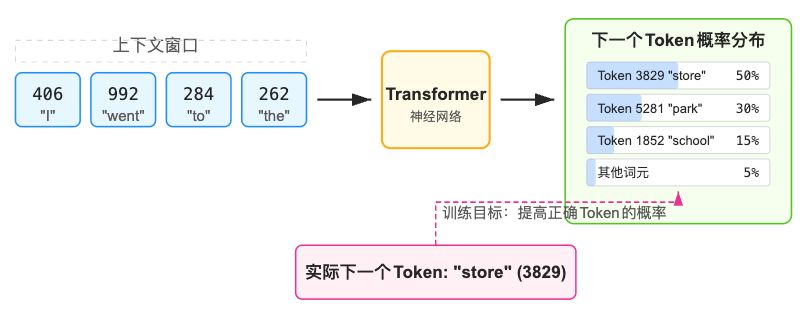 上下文窗口
406
"I"
992
"went"
284
"to"
262
"the"
Transformer
神经网络
下一个Token概率分布
Token 3829 "store" 50%
Token 5281 "park" 30%
Token 1852 "school" 15%
其他词元 5%
训练目标：提高正确Token的概率
实际下一个Token: "store" (3829)